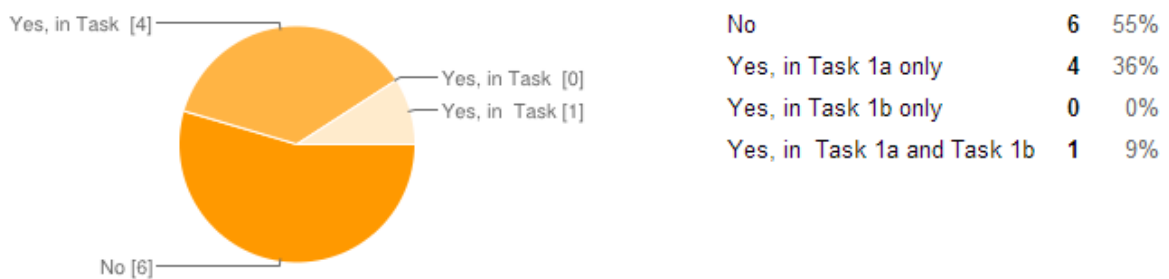 Yes, in Task [4]
Yes, in Task [0]
Yes, in Task [1]
No [6]
No 6 55%
Yes, in Task 1a only 4 36%
Yes, in Task 1b only 0 0%
Yes, in Task 1a and Task 1b 1 9%